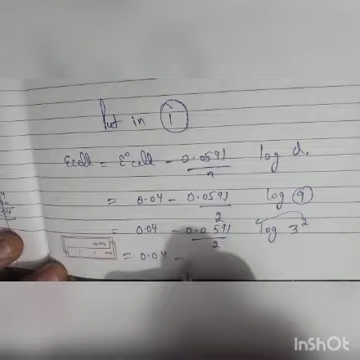 Put in (1)
Ecell = E°cell - 0.0591/n log Q.
= 0.04 - 0.0591/2 log (9)
= 0.04 - 0.0591/2 log 3²
= 0.04 -
InShOt